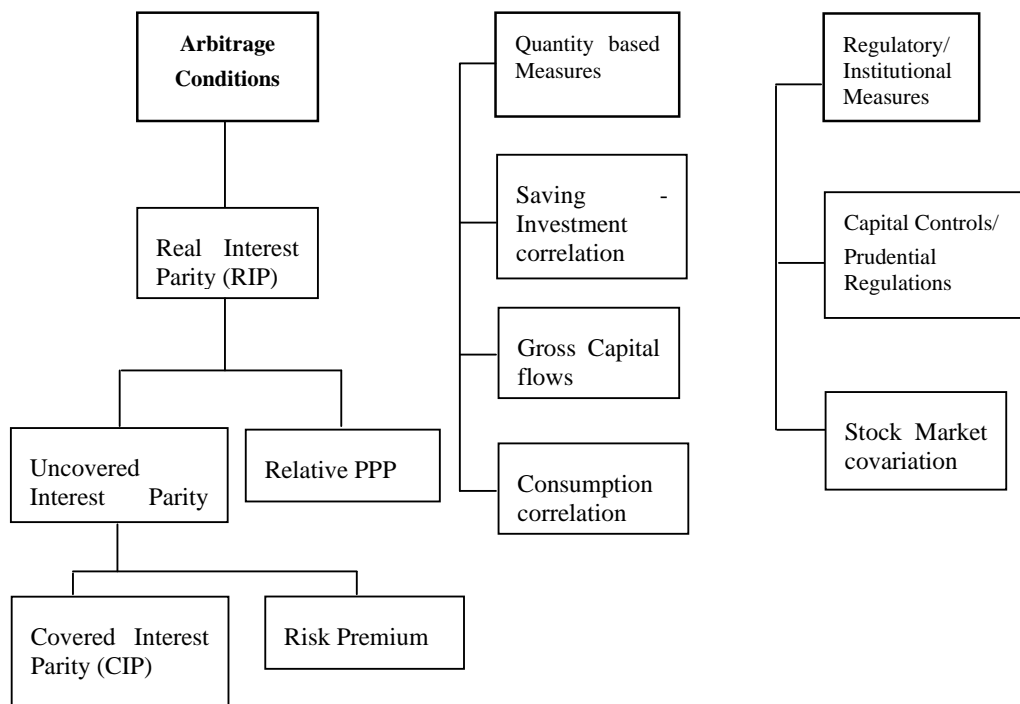 Arbitrage
Conditions
Real Interest
Parity (RIP)
Uncovered
Interest Parity
Relative PPP
Covered Interest
Parity (CIP)
Risk Premium
Quantity based
Measures
Saving -
Investment
correlation
Gross Capital
flows
Consumption
correlation
Regulatory/
Institutional
Measures
Capital Controls/
Prudential
Regulations
Stock Market
covariation